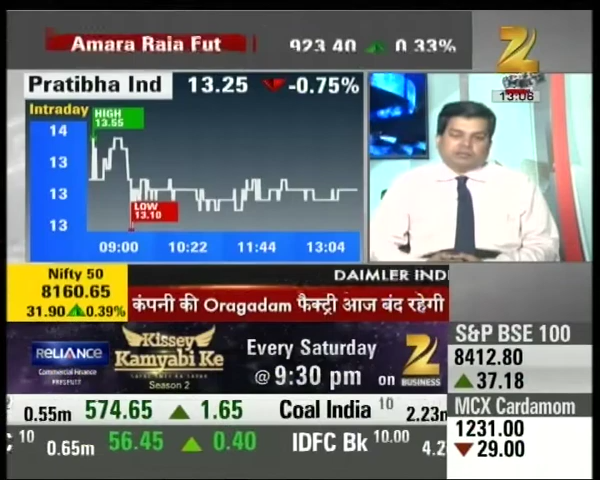 Amara Raja Fut 923.40 0.33%
Pratibha Ind 13.25 -0.75%
13:06
Intraday
HIGH
13.55
14
13
13
13
LOW
13.10
09:00 10:22 11:44 13:04
Nifty 50
8160.65
31.90 0.39%
DAIMLER IND
कंपनी की Oragadam फैक्ट्री आज बंद रहेगी
RELIANCE
Commercial Finance
PRESENTS
Kissey
Kamyabi Ke
Season 2
Every Saturday
@ 9:30 pm on
BUSINESS
S&P BSE 100
8412.80
37.18
0.55m 574.65 1.65 Coal India 10 2.23m
MCX Cardamom
1231.00
29.00
C 10 0.65m 56.45 0.40 IDFC Bk 10.00 4.2